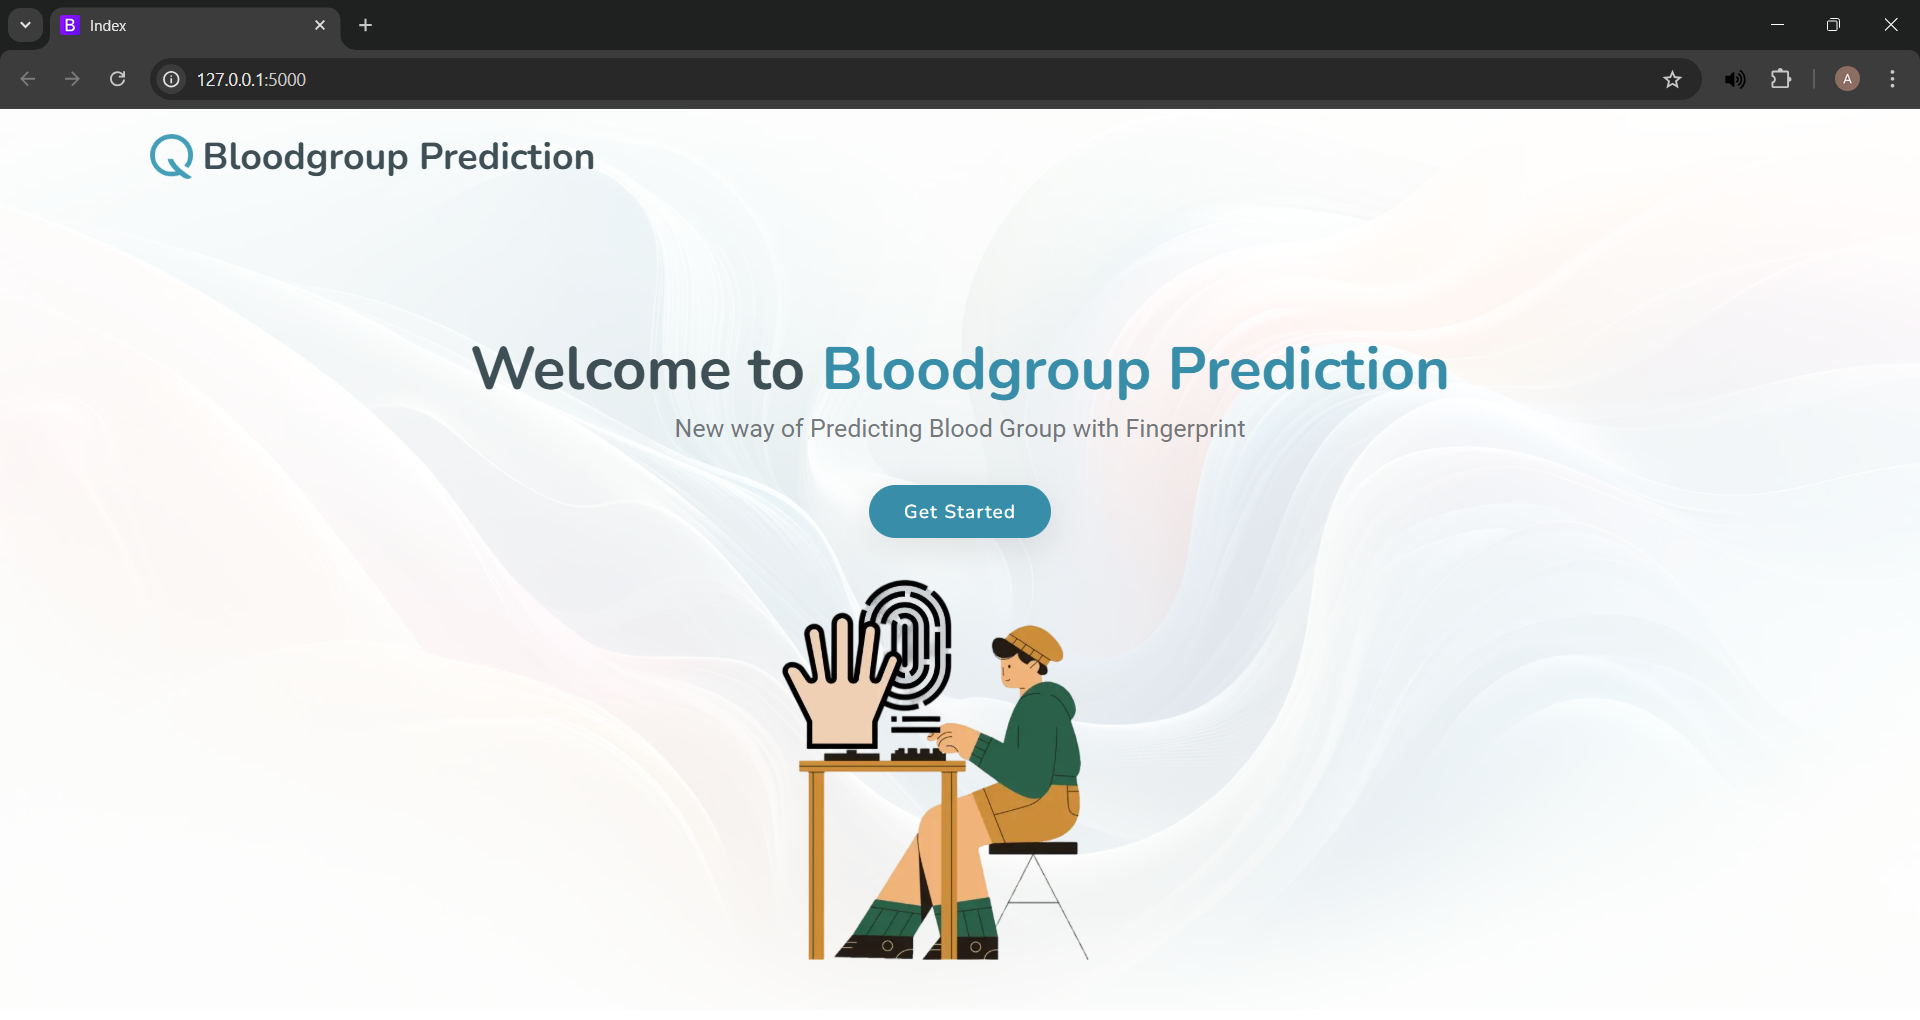 Index
127.0.0.1:5000
A
Bloodgroup Prediction
Welcome to Bloodgroup Prediction
New way of Predicting Blood Group with Fingerprint
Get Started